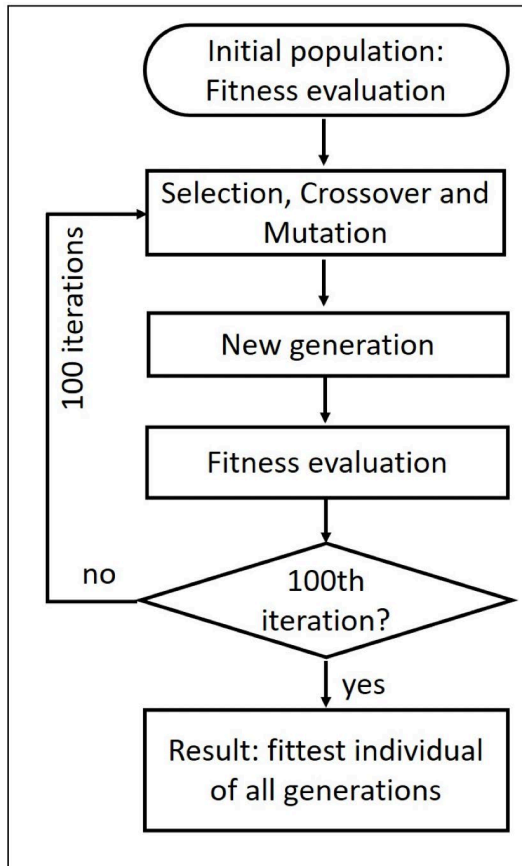 Initial population:
Fitness evaluation
Selection, Crossover and
Mutation
100 iterations
New generation
Fitness evaluation
no
100th
iteration?
yes
Result: fittest individual
of all generations